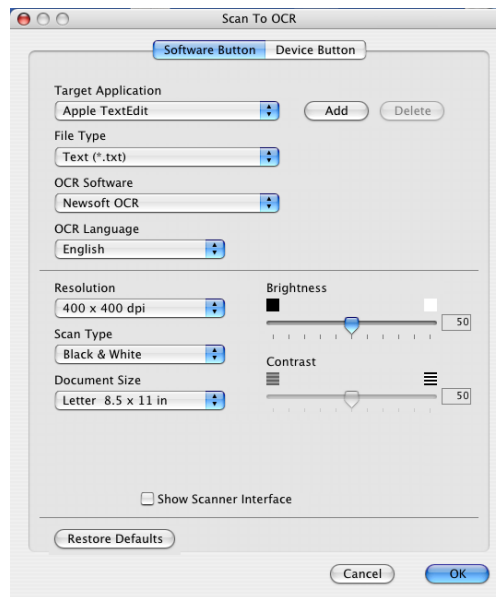 Scan To OCR
Software Button Device Button
Target Application
Apple TextEdit Add Delete
File Type
Text (*.txt)
OCR Software
Newsoft OCR
OCR Language
English
Resolution Brightness
400 x 400 dpi
50
Scan Type
Black & White
Contrast
Document Size
Letter 8.5 x 11 in 50
Show Scanner Interface
Restore Defaults
Cancel OK